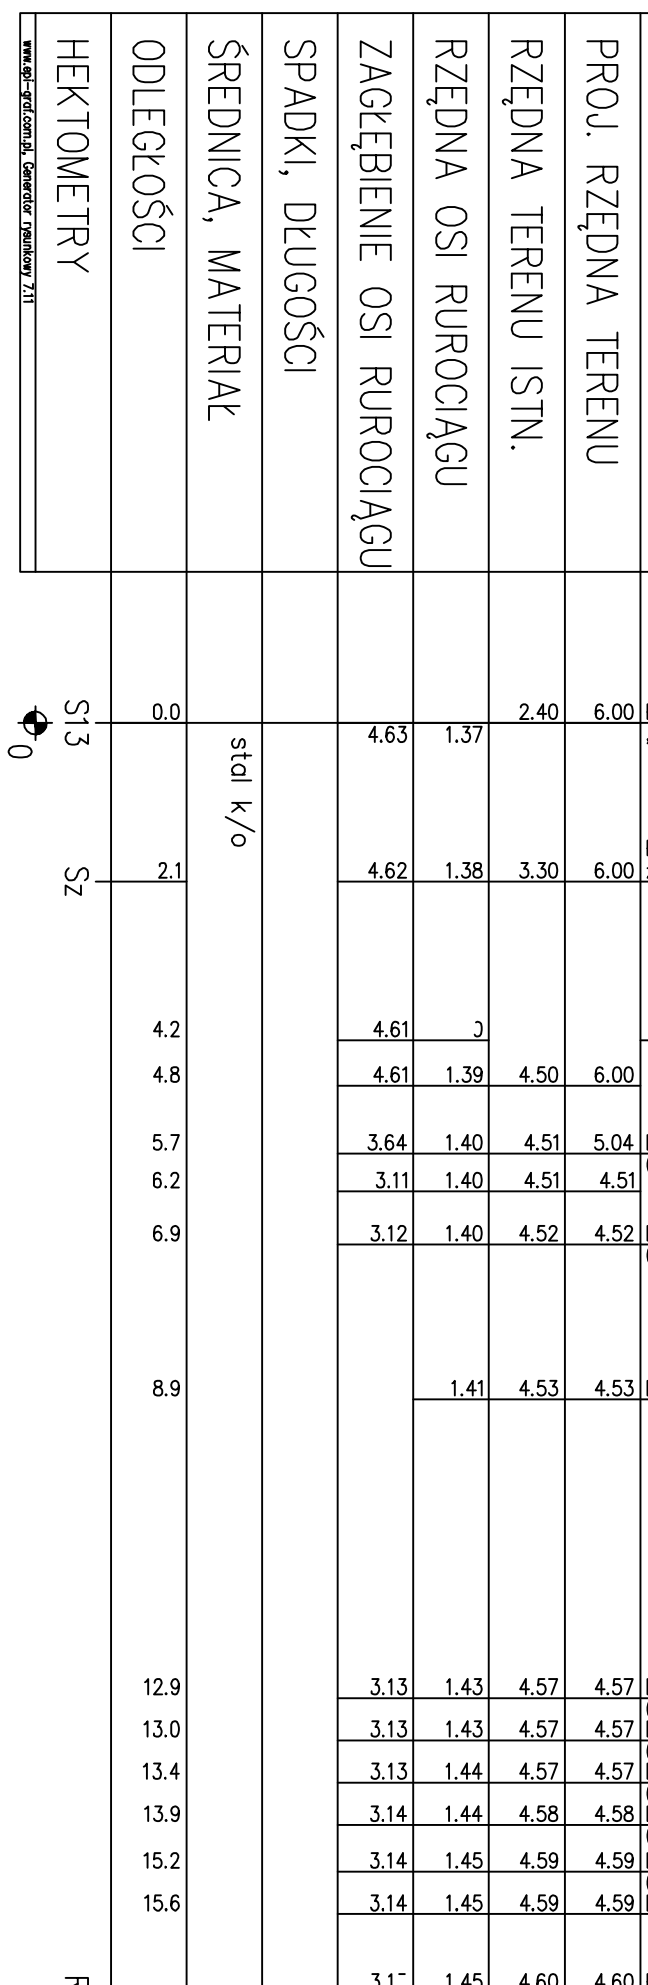 PROJ. RZĘDNA TERENU
RZĘDNA TERENU ISTN.
RZĘDNA OSI RUROCIĄGU
ZAGŁĘBIENIE OSI RUROCIĄGU
SPADKI, DŁUGOŚCI
ŚREDNICA, MATERIAŁ
ODLEGŁOŚCI
HEKTOMETRY
www.epi-graf.com.pl, Generator rysunkowy 7.11
0.0 2.40 6.00
4.63 1.37
S13
0
stal k/o
2.1 4.62 1.38 3.30 6.00
Sz
4.2 4.61
4.8 4.61 1.39 4.50 6.00
5.7 3.64 1.40 4.51 5.04
6.2 3.11 1.40 4.51 4.51
6.9 3.12 1.40 4.52 4.52
8.9 1.41 4.53 4.53
12.9 3.13 1.43 4.57 4.57
13.0 3.13 1.43 4.57 4.57
13.4 3.13 1.44 4.57 4.57
13.9 3.14 1.44 4.58 4.58
15.2 3.14 1.45 4.59 4.59
15.6 3.14 1.45 4.59 4.59
1.45 4.60 4.60